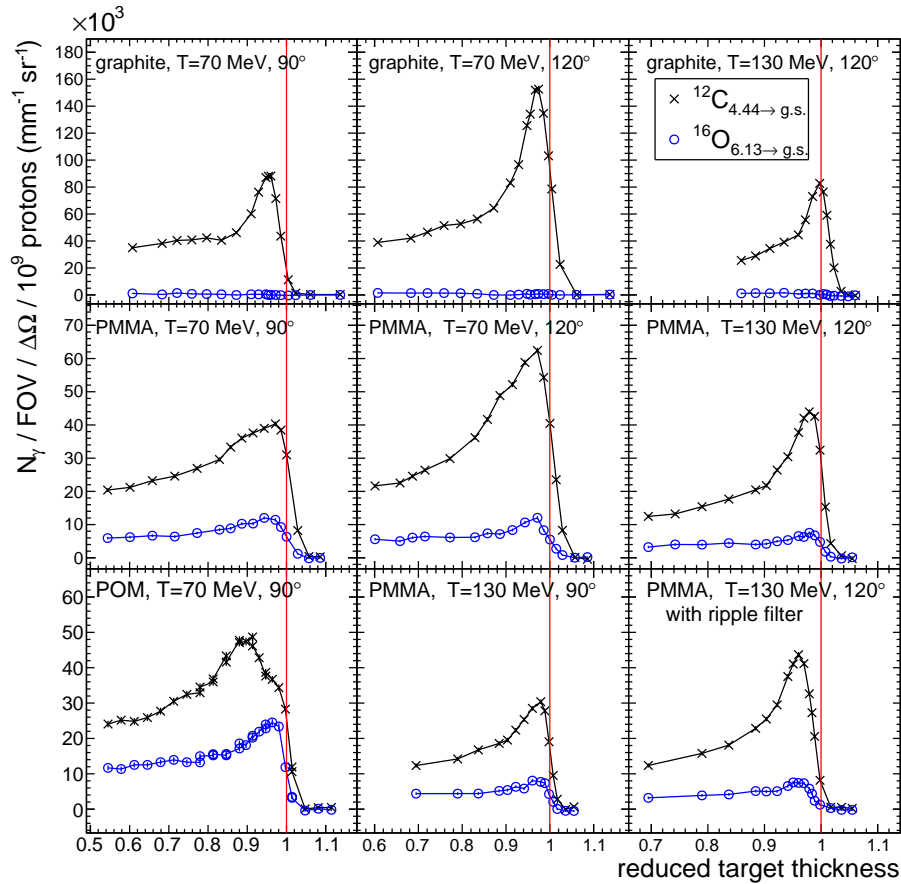 ×10³
N_γ / FOV / ΔΩ / 10⁹ protons (mm⁻¹ sr⁻¹)
180
160
140
120
100
80
60
40
20
0
graphite, T=70 MeV, 90°
graphite, T=70 MeV, 120°
graphite, T=130 MeV, 120°
¹²C₄.₄₄→ g.s.
¹⁶O₆.₁₃→ g.s.
70
60
50
40
30
20
10
0
PMMA, T=70 MeV, 90°
PMMA, T=70 MeV, 120°
PMMA, T=130 MeV, 120°
60
50
40
30
20
10
0
POM, T=70 MeV, 90°
PMMA, T=130 MeV, 90°
PMMA, T=130 MeV, 120°
with ripple filter
0.5 0.6 0.7 0.8 0.9 1 1.1
0.6 0.7 0.8 0.9 1 1.1
0.7 0.8 0.9 1 1.1
reduced target thickness